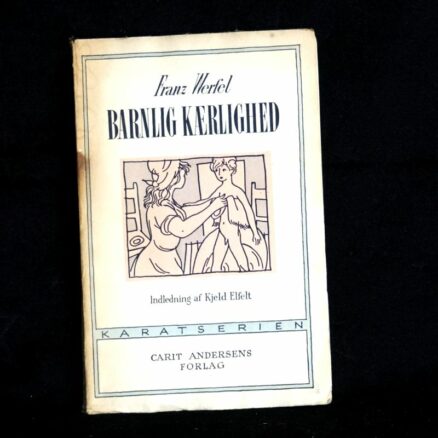 Franz Werfel
BARNLIG KÆRLIGHED
Indledning af Kjeld Elfelt
KARATSERIEN
CARIT ANDERSENS
FORLAG